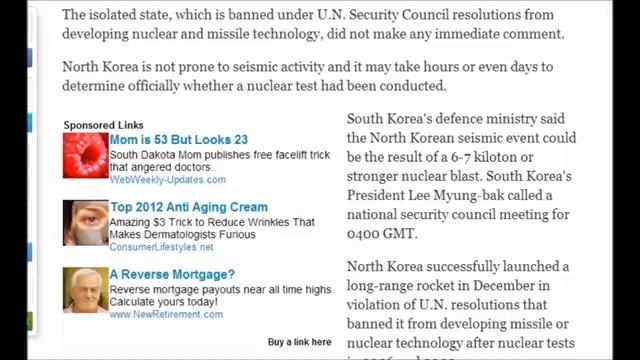 The isolated state, which is banned under U.N. Security Council resolutions from
developing nuclear and missile technology, did not make any immediate comment.
North Korea is not prone to seismic activity and it may take hours or even days to
determine officially whether a nuclear test had been conducted.
Sponsored Links
Mom is 53 But Looks 23
South Dakota Mom publishes free facelift trick
that angered doctors..
WebWeekly-Updates.com
Top 2012 Anti Aging Cream
Amazing $3 Trick to Reduce Wrinkles That
Makes Dermatologists Furious
ConsumerLifestyles.net
A Reverse Mortgage?
Reverse mortgage payouts near all time highs.
Calculate yours today!
www.NewRetirement.com
Buy a link here
South Korea's defence ministry said
the North Korean seismic event could
be the result of a 6-7 kiloton or
stronger nuclear blast. South Korea's
President Lee Myung-bak called a
national security council meeting for
0400 GMT.
North Korea successfully launched a
long-range rocket in December in
violation of U.N. resolutions that
banned it from developing missile or
nuclear technology after nuclear tests